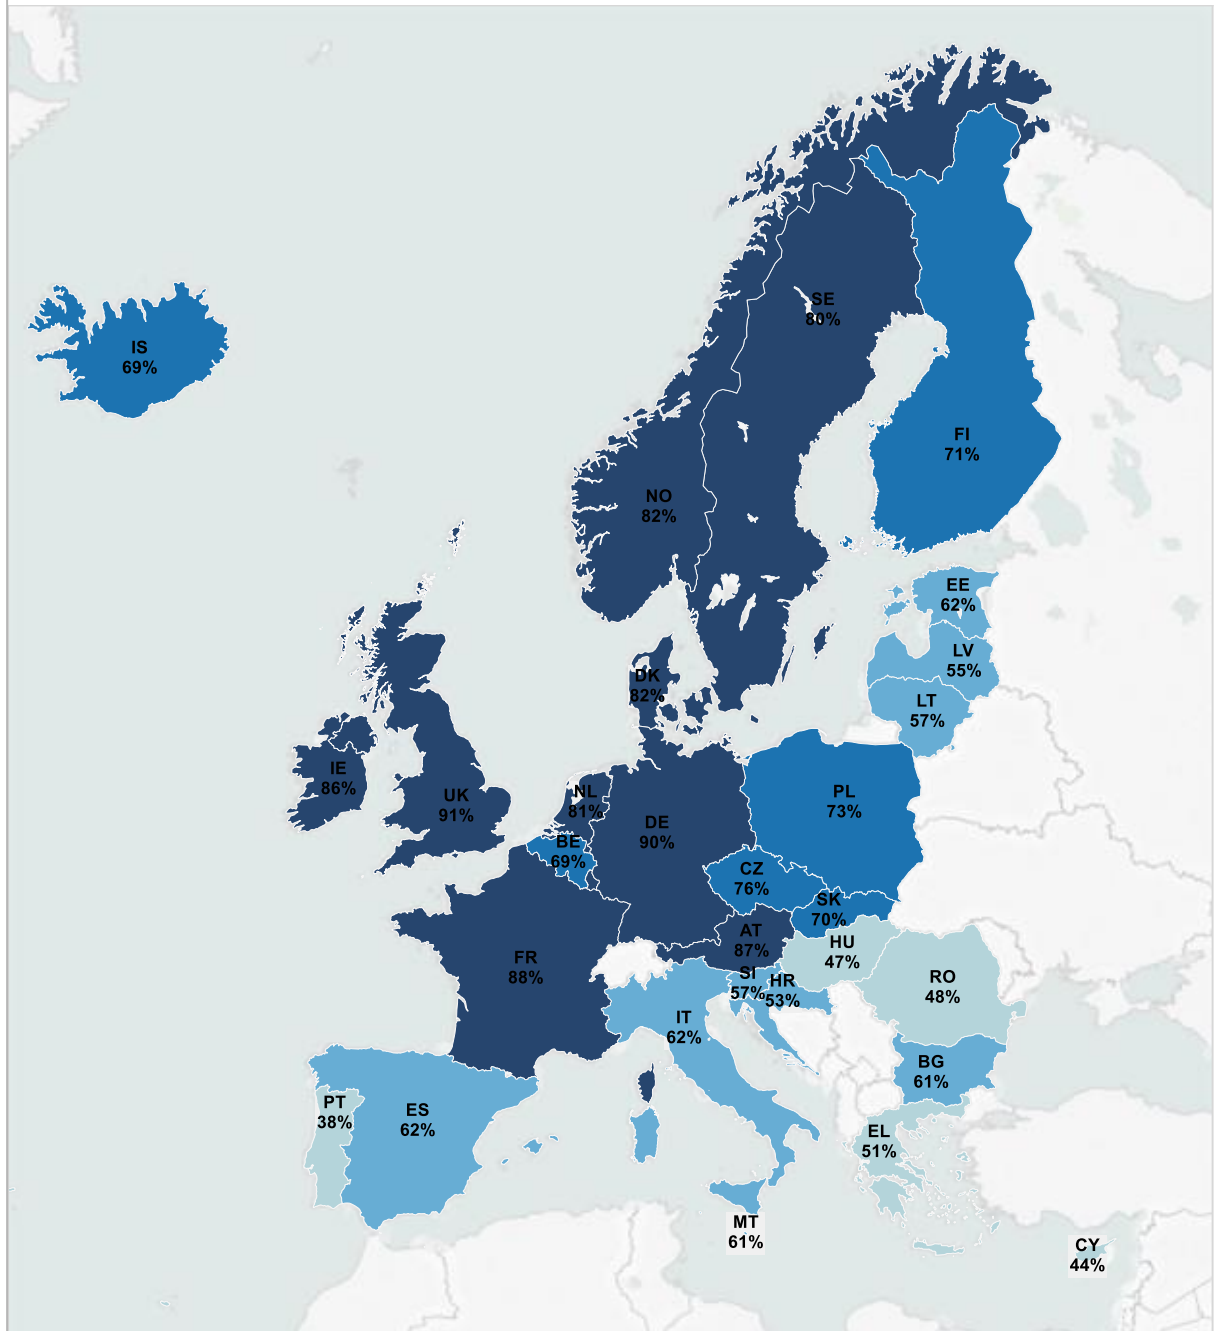 IS
69%
SE
80%
FI
71%
NO
82%
EE
62%
LV
55%
LT
57%
DK
82%
IE
86%
UK
91%
NL
81%
DE
90%
PL
73%
BE
69%
CZ
76%
SK
70%
AT
87%
HU
47%
FR
88%
SI
57%
HR
53%
RO
48%
IT
62%
BG
61%
PT
38%
ES
62%
EL
51%
MT
61%
CY
44%